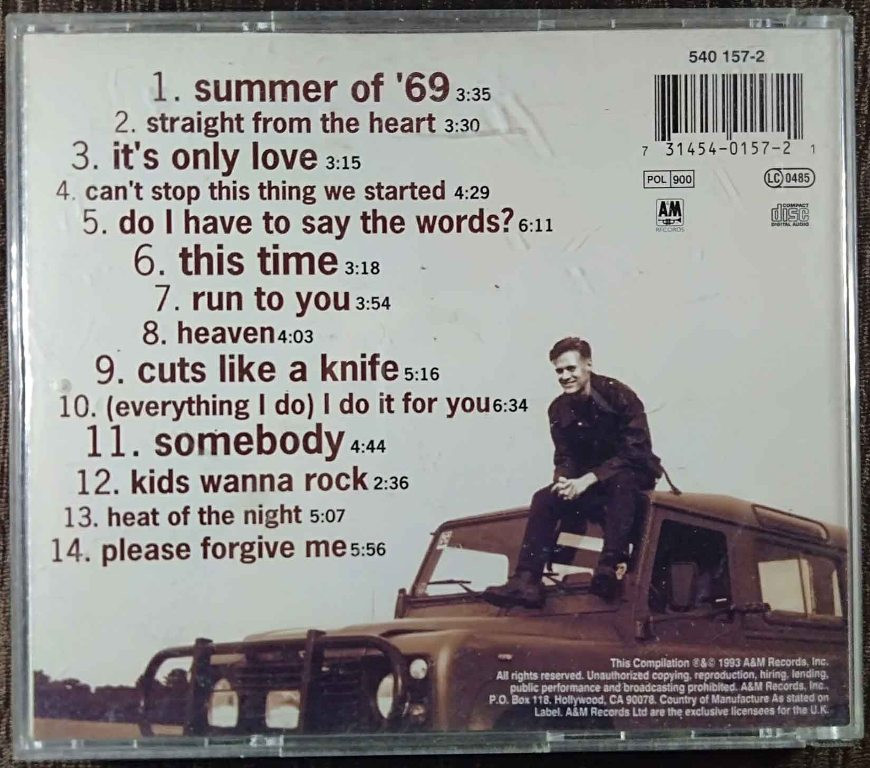 1. summer of '69 3:35
2. straight from the heart 3:30
3. it's only love 3:15
4. can't stop this thing we started 4:29
5. do I have to say the words? 6:11
6. this time 3:18
7. run to you 3:54
8. heaven 4:03
9. cuts like a knife 5:16
10. (everything I do) I do it for you 6:34
11. somebody 4:44
12. kids wanna rock 2:36
13. heat of the night 5:07
14. please forgive me 5:56
540 157-2
7 31454-0157-2 1
POL 900
LC 0485
A&M
RECORDS
COMPACT
disc
DIGITAL AUDIO
This Compilation ℗&© 1993 A&M Records, Inc.
All rights reserved. Unauthorized copying, reproduction, hiring, lending,
public performance and broadcasting prohibited. A&M Records, Inc.,
P.O. Box 118, Hollywood, CA 90078. Country of Manufacture As stated on
Label. A&M Records Ltd are the exclusive licensees for the U.K.